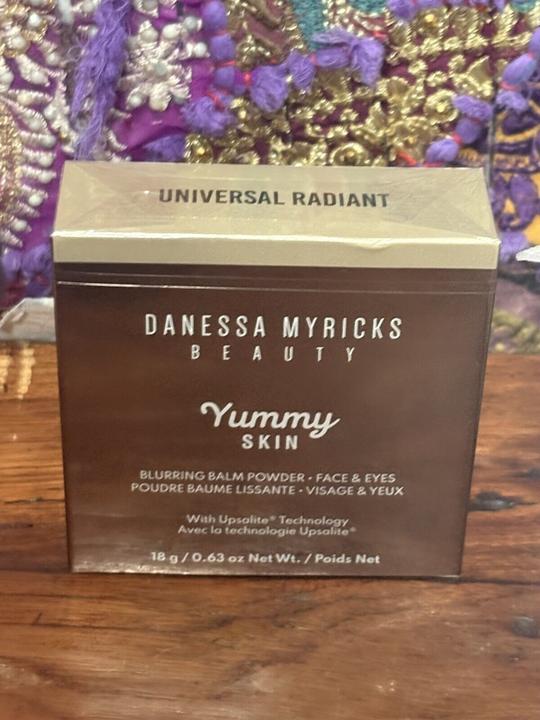 UNIVERSAL RADIANT
DANESSA MYRICKS
BEAUTY
Yummy
SKIN
BLURRING BALM POWDER • FACE & EYES
POUDRE BAUME LISSANTE • VISAGE & YEUX
With Upsalite® Technology
Avec la technologie Upsalite®
18 g / 0.63 oz Net Wt. / Poids Net